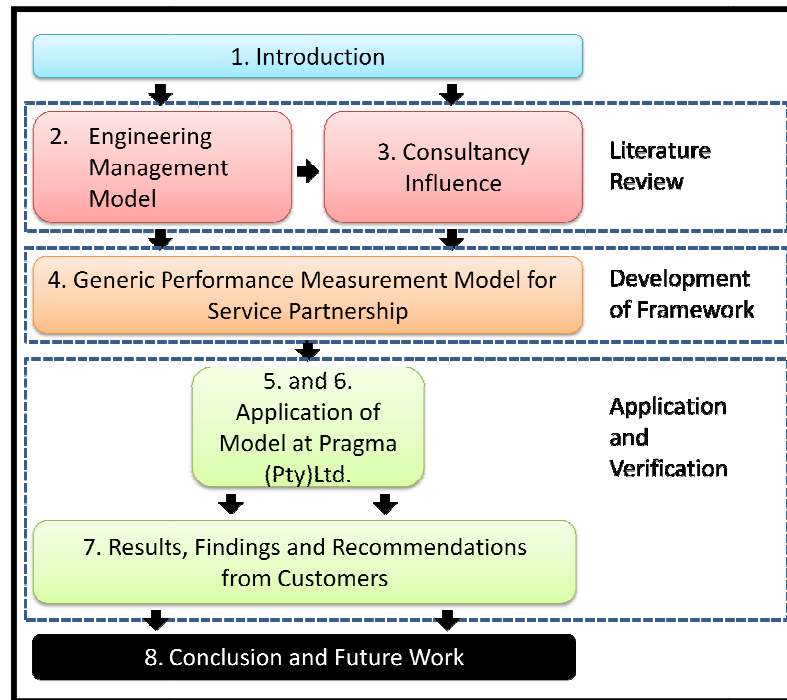 1. Introduction
2. Engineering
Management
Model
3. Consultancy
Influence
Literature
Review
4. Generic Performance Measurement Model for
Service Partnership
Development
of Framework
5. and 6.
Application of
Model at Pragma
(Pty)Ltd.
Application
and
Verification
7. Results, Findings and Recommendations
from Customers
8. Conclusion and Future Work